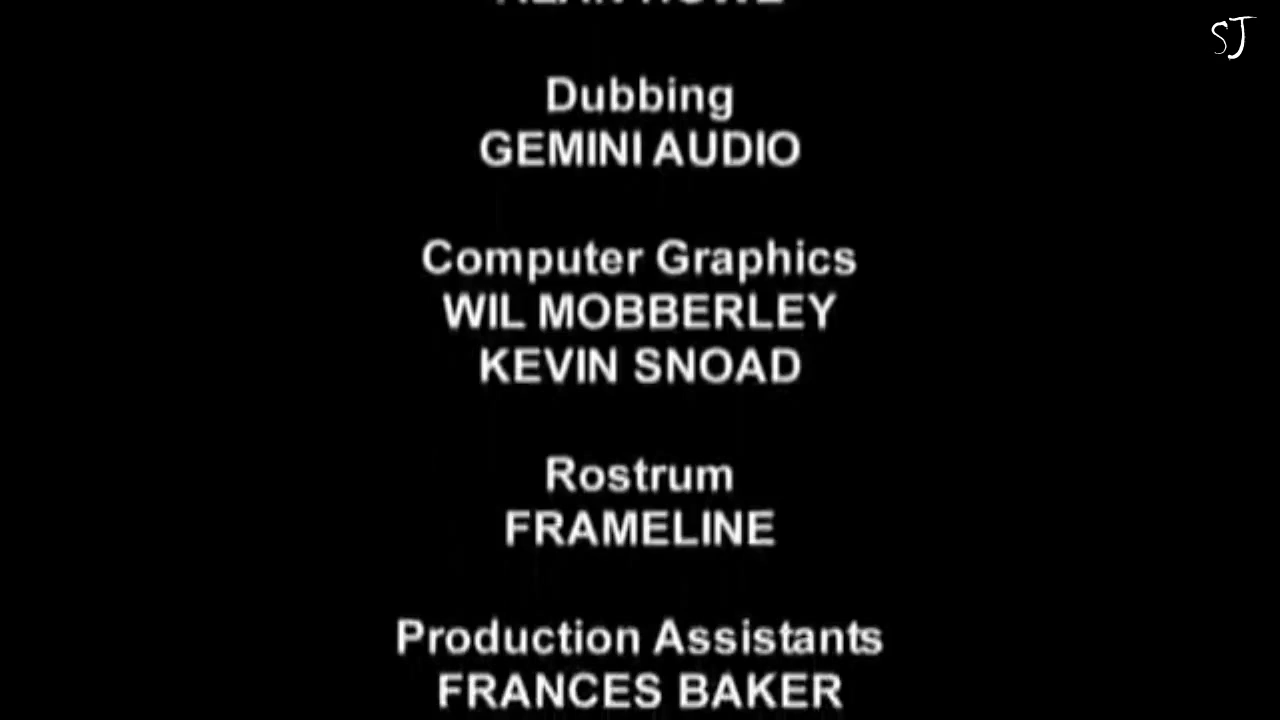 SJ
Dubbing
GEMINI AUDIO
Computer Graphics
WIL MOBBERLEY
KEVIN SNOAD
Rostrum
FRAMELINE
Production Assistants
FRANCES BAKER